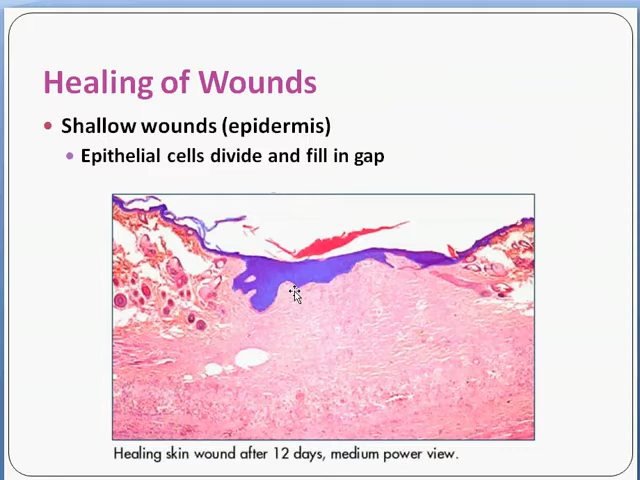 Healing of Wounds
Shallow wounds (epidermis)
Epithelial cells divide and fill in gap
Healing skin wound after 12 days, medium power view.